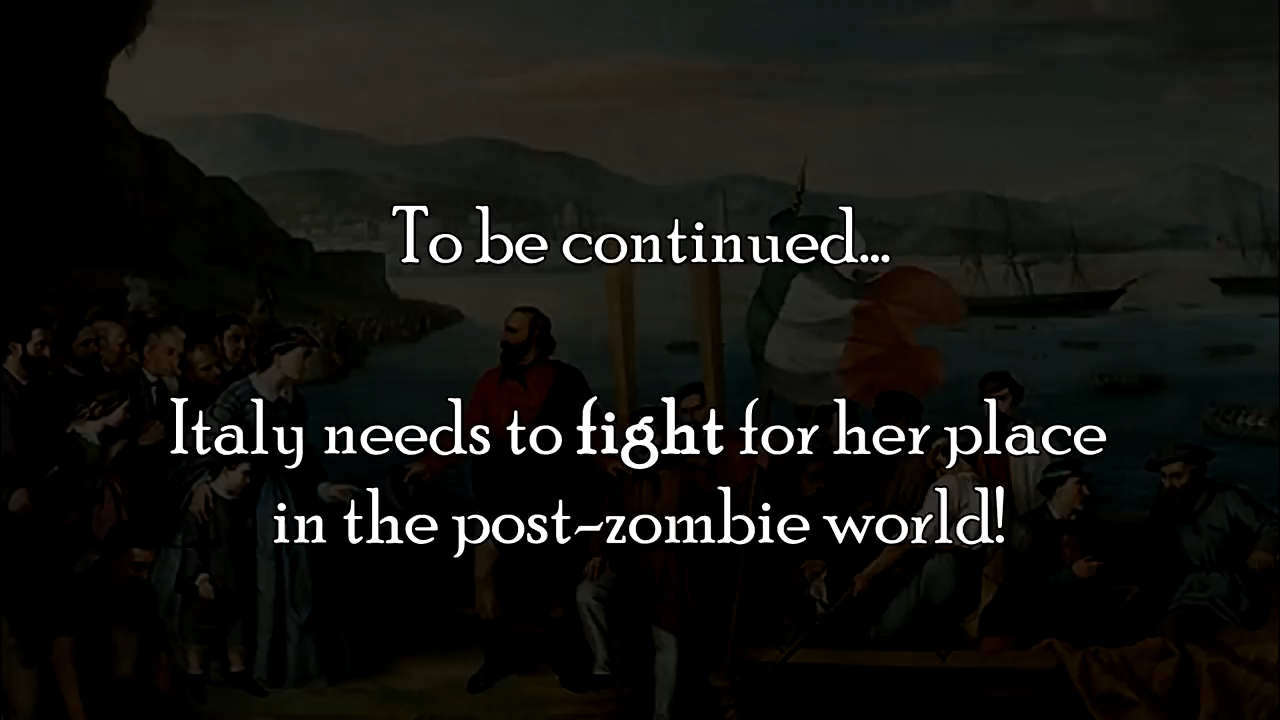 To be continued...
Italy needs to fight for her place
in the post-zombie world!